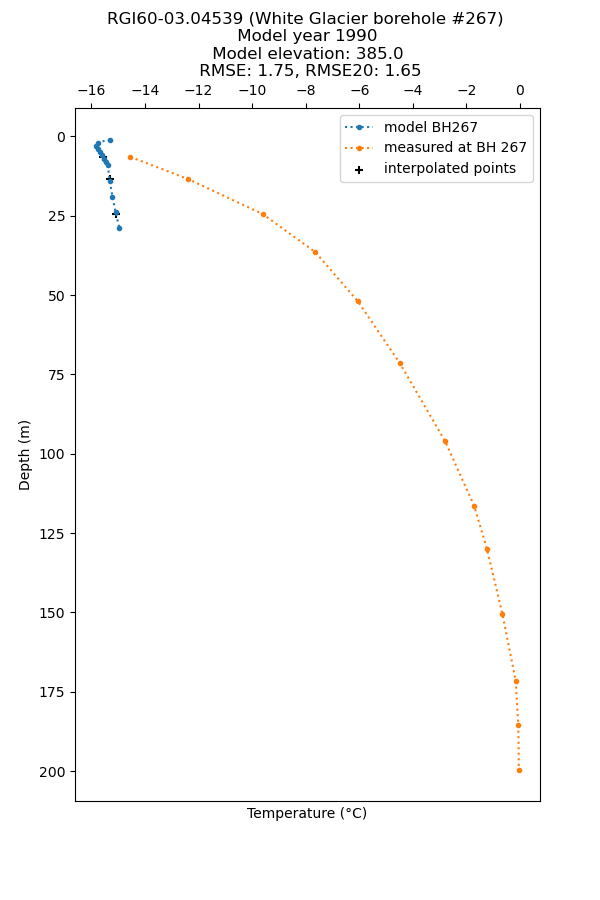 RGI60-03.04539 (White Glacier borehole #267)
Model year 1990
Model elevation: 385.0
RMSE: 1.75, RMSE20: 1.65
−16 −14 −12 −10 −8 −6 −4 −2 0
model BH267
measured at BH 267
interpolated points
0
25
50
75
100
125
150
175
200
Depth (m)
Temperature (°C)